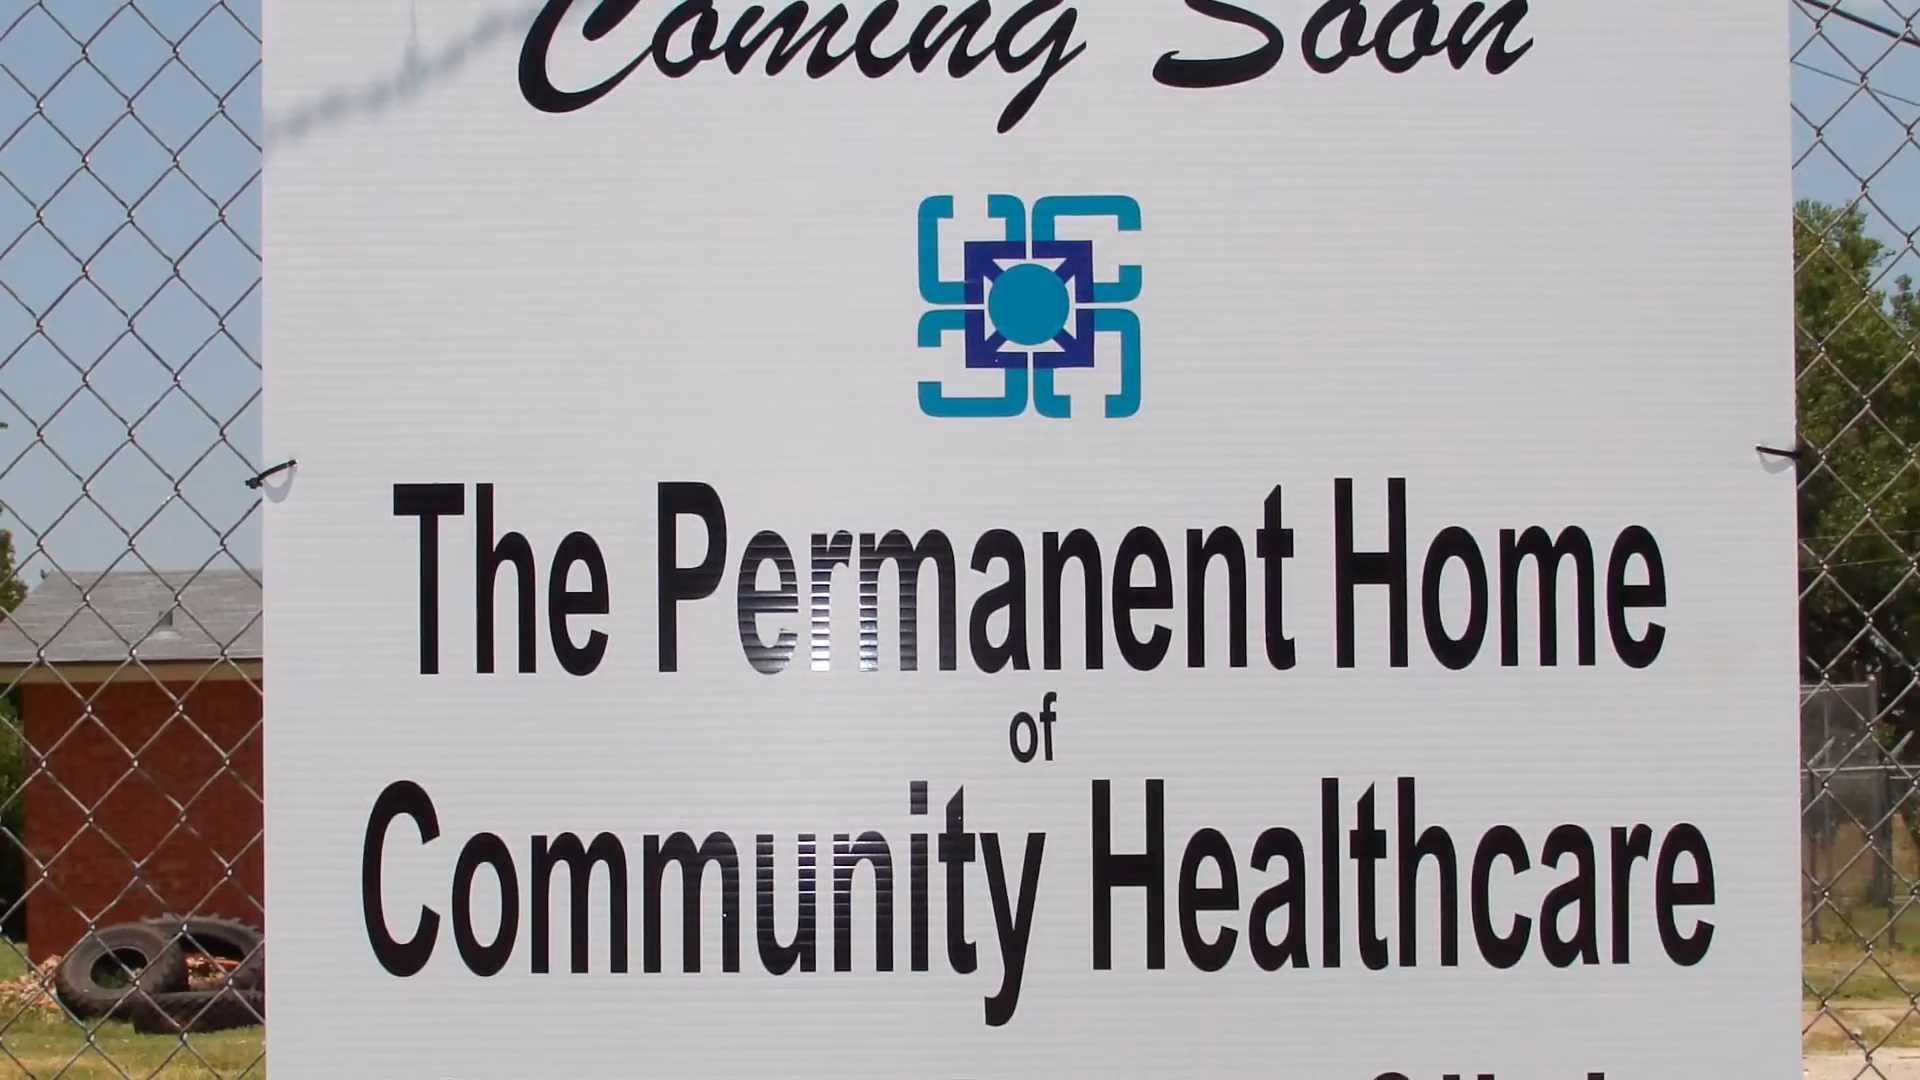 Coming Soon
The Permanent Home
of
Community Healthcare